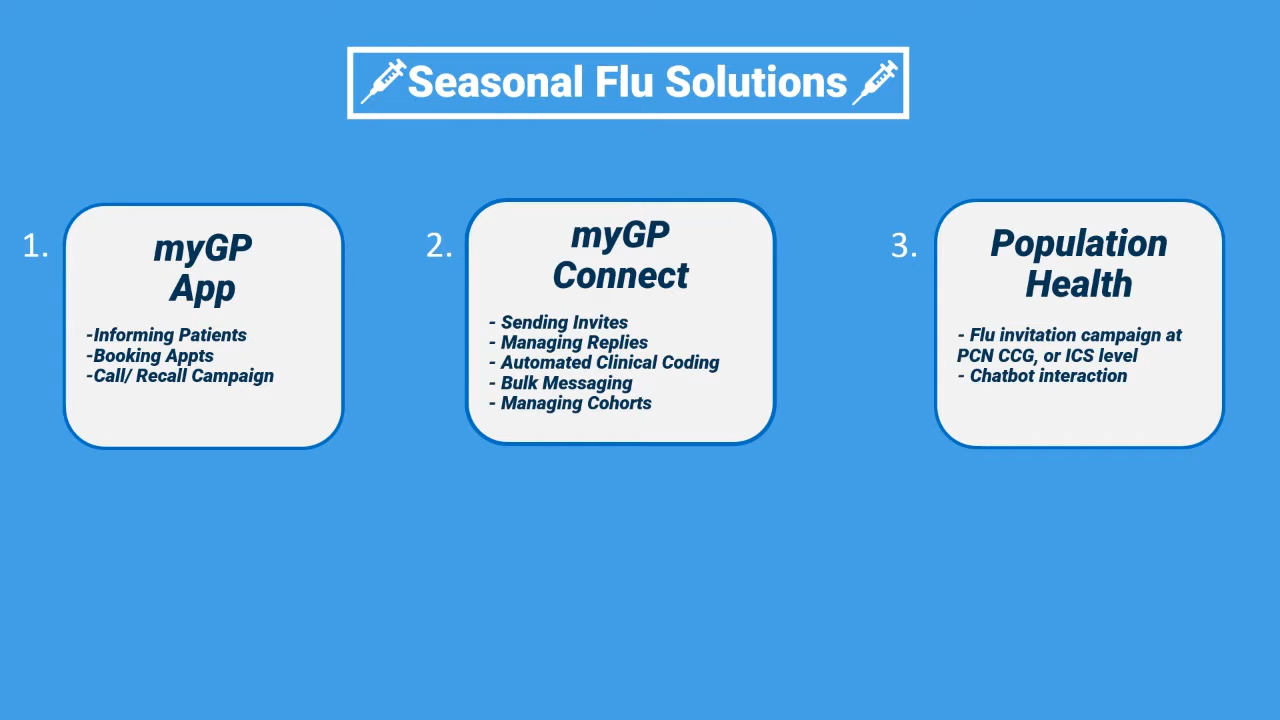 Seasonal Flu Solutions
1.
myGP
App
-Informing Patients
-Booking Appts
-Call/ Recall Campaign
2.
myGP
Connect
- Sending Invites
- Managing Replies
- Automated Clinical Coding
- Bulk Messaging
- Managing Cohorts
3.
Population
Health
- Flu invitation campaign at
PCN CCG, or ICS level
- Chatbot interaction